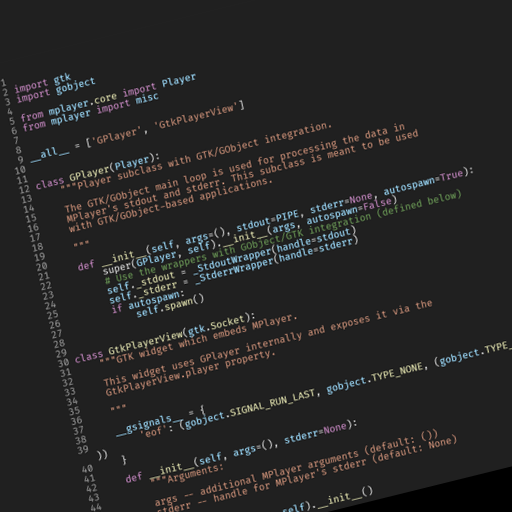 1
2 import gtk
3 import gobject
4
5 from mplayer.core import Player
6 from mplayer import misc
7
8
9 __all__ = ['GPlayer', 'GtkPlayerView']
10
11
12 class GPlayer(Player):
13 """Player subclass with GTK/GObject integration.
14
15 The GTK/GObject main loop is used for processing the data in
16 MPlayer's stdout and stderr. This subclass is meant to be used
17 with GTK/GObject-based applications.
18
19 """
20
21 def __init__(self, args=(), stdout=PIPE, stderr=None, autospawn=True):
22 super(GPlayer, self).__init__(args, autospawn=False)
23 # Use the wrappers with GObject/GTK integration (defined below)
24 self._stdout = _StdoutWrapper(handle=stdout)
25 self._stderr = _StderrWrapper(handle=stderr)
26 if autospawn:
27 self.spawn()
28
29
30 class GtkPlayerView(gtk.Socket):
31 """GTK widget which embeds MPlayer.
32
33 This widget uses GPlayer internally and exposes it via the
34 GtkPlayerView.player property.
35
36 """
37
38 __gsignals__ = {
39 'eof': (gobject.SIGNAL_RUN_LAST, gobject.TYPE_NONE, (gobject.TYPE_
))
40 }
41
42 def __init__(self, args=(), stderr=None):
43 """Arguments:
44
args -- additional MPlayer arguments (default: ())
stderr -- handle for MPlayer's stderr (default: None)
self).__init__()